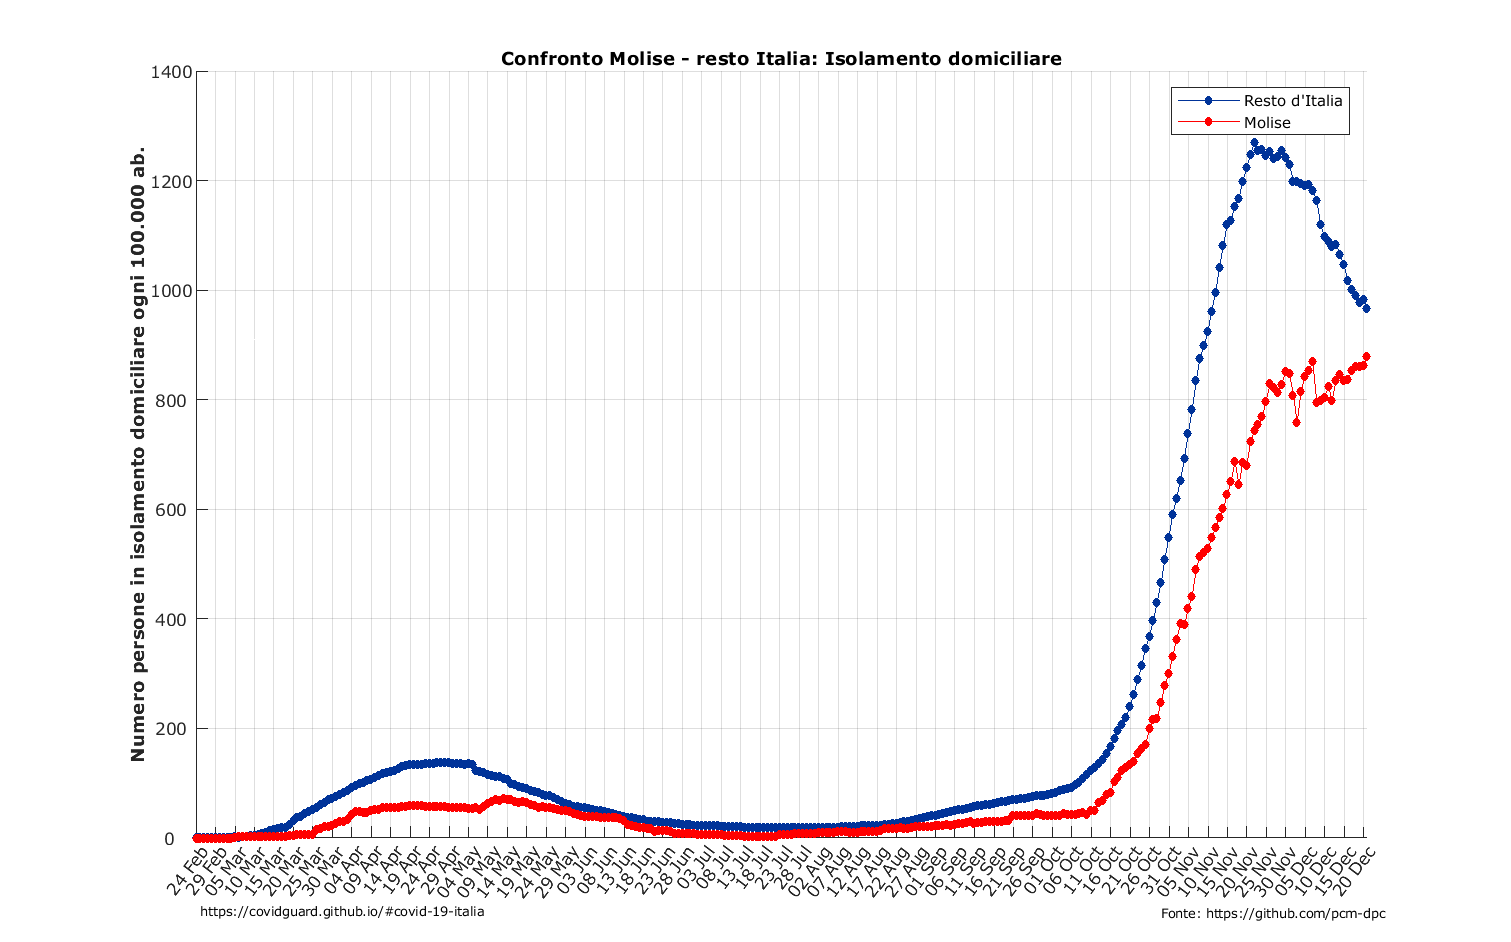 Confronto Molise - resto Italia: Isolamento domiciliare
Numero persone in isolamento domiciliare ogni 100.000 ab.
1400
1200
1000
800
600
400
200
0
Resto d'Italia
Molise
24 Feb
29 Feb
05 Mar
10 Mar
15 Mar
20 Mar
25 Mar
30 Mar
04 Apr
09 Apr
14 Apr
19 Apr
24 Apr
29 Apr
04 May
09 May
14 May
19 May
24 May
29 May
03 Jun
08 Jun
13 Jun
18 Jun
23 Jun
28 Jun
03 Jul
08 Jul
13 Jul
18 Jul
23 Jul
28 Jul
02 Aug
07 Aug
12 Aug
17 Aug
22 Aug
27 Aug
01 Sep
06 Sep
11 Sep
16 Sep
21 Sep
26 Sep
01 Oct
06 Oct
11 Oct
16 Oct
21 Oct
26 Oct
31 Oct
05 Nov
10 Nov
15 Nov
20 Nov
25 Nov
30 Nov
05 Dec
10 Dec
15 Dec
20 Dec
https://covidguard.github.io/#covid-19-italia
Fonte: https://github.com/pcm-dpc